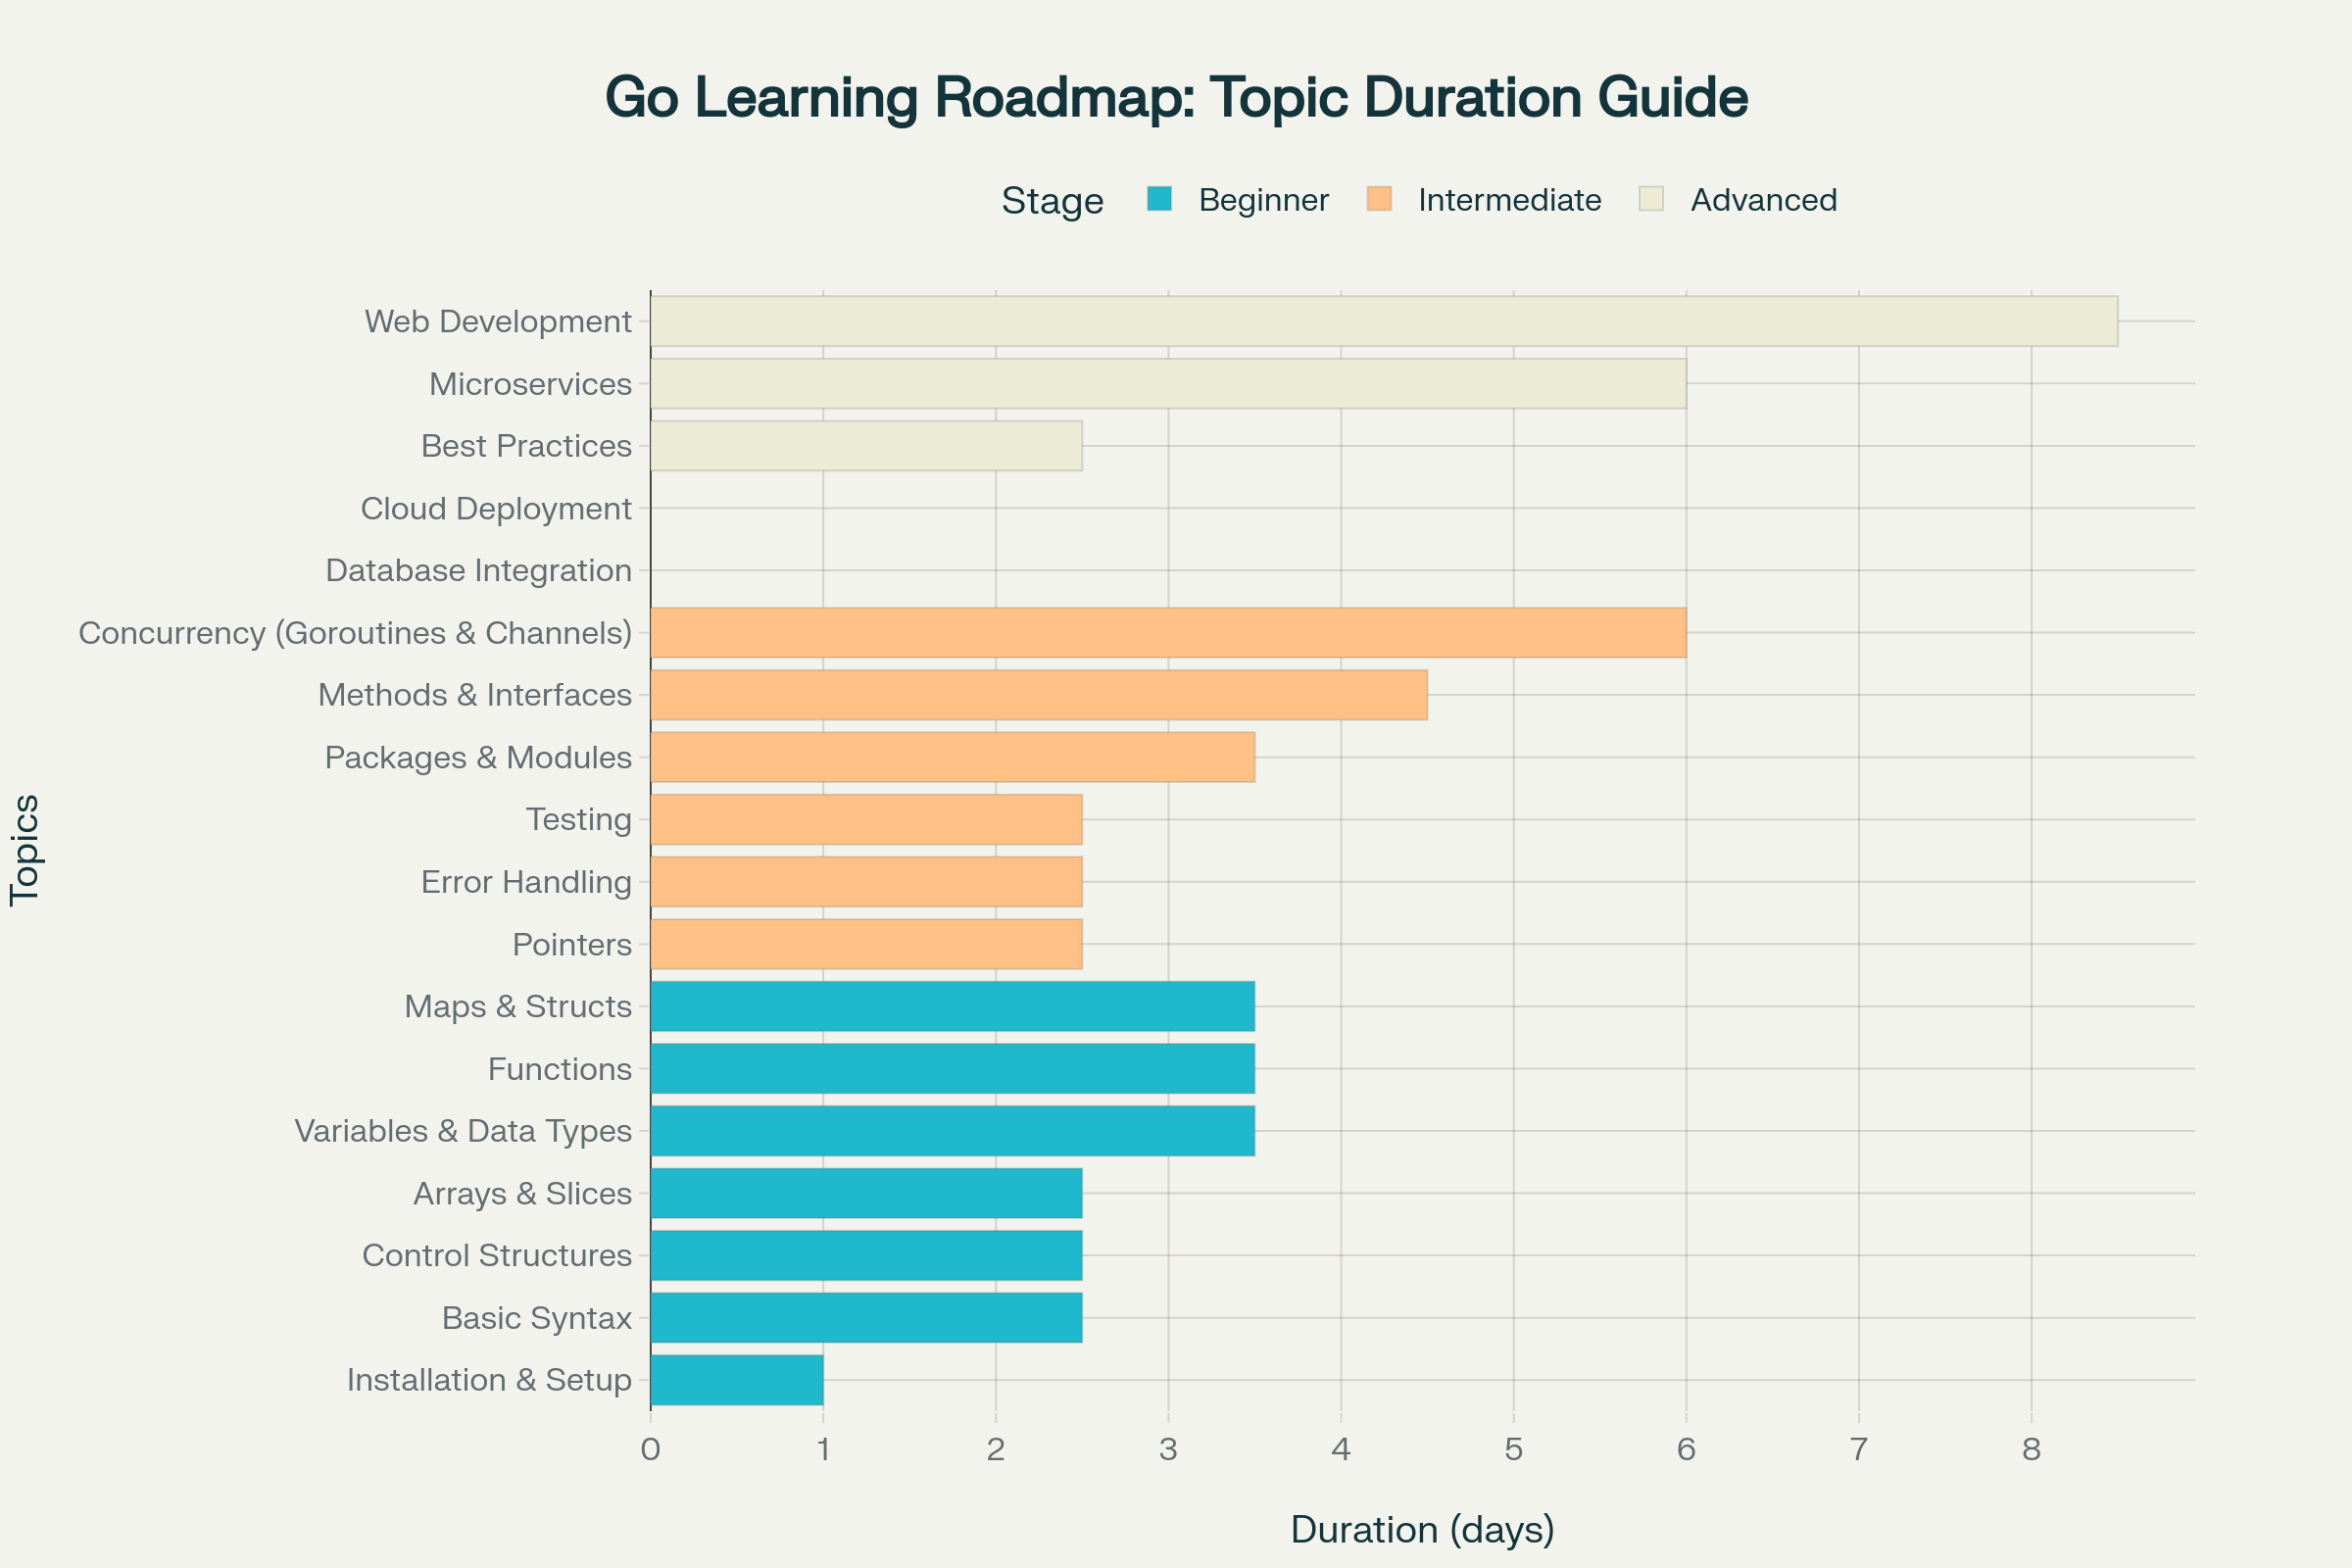 Go Learning Roadmap: Topic Duration Guide
Stage Beginner Intermediate Advanced
Web Development
Microservices
Best Practices
Cloud Deployment
Database Integration
Concurrency (Goroutines & Channels)
Methods & Interfaces
Packages & Modules
Testing
Error Handling
Pointers
Maps & Structs
Functions
Variables & Data Types
Arrays & Slices
Control Structures
Basic Syntax
Installation & Setup
Topics
0 1 2 3 4 5 6 7 8
Duration (days)